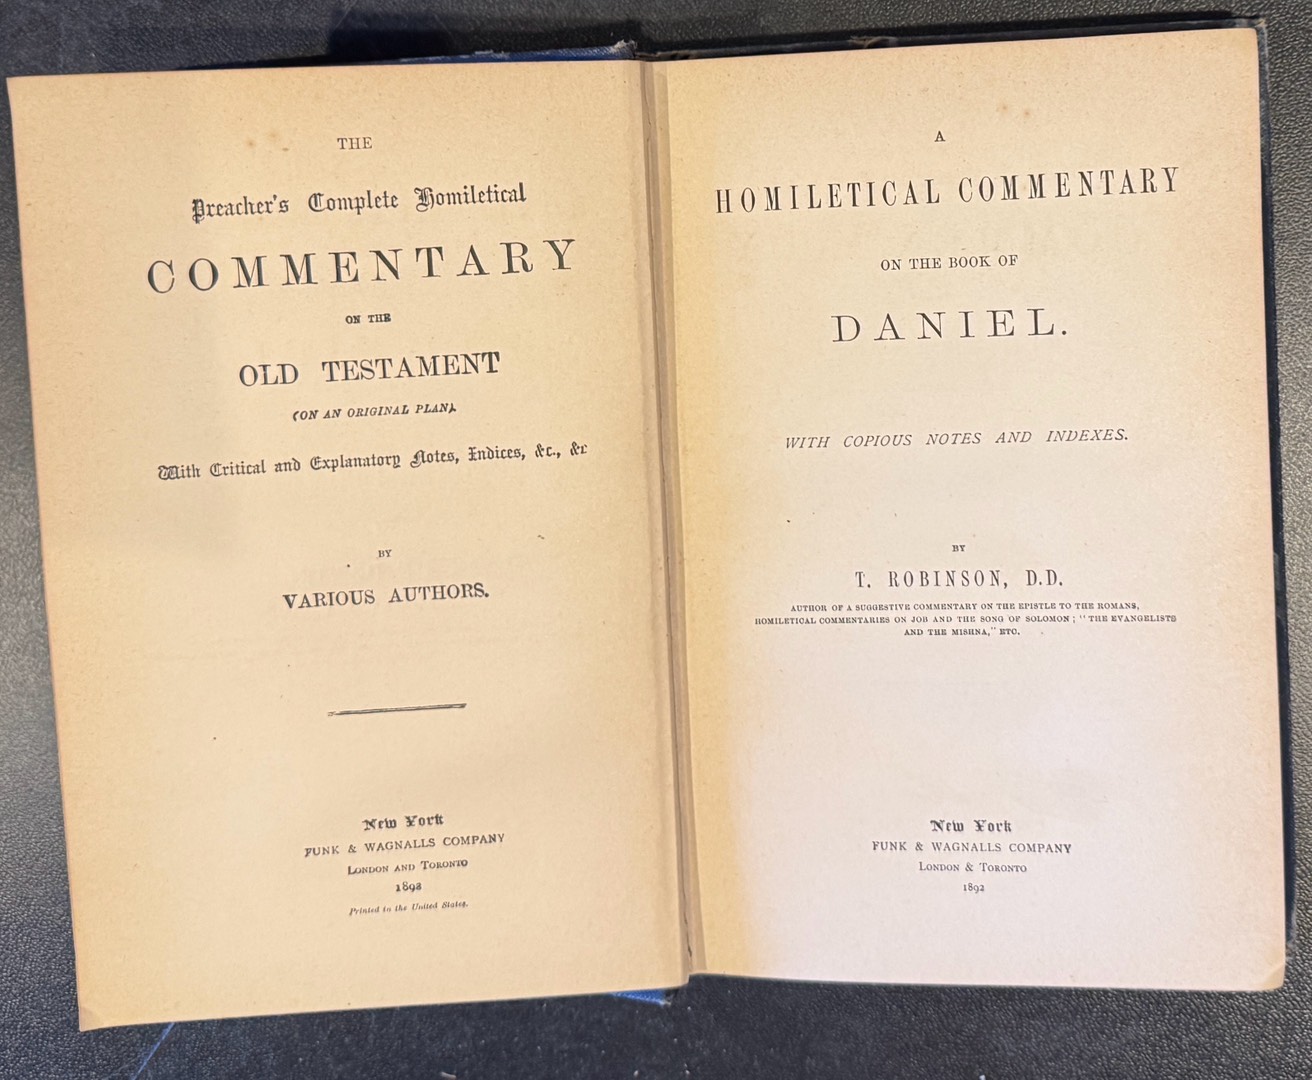 THE
Preacher's Complete Homiletical
COMMENTARY
ON THE
OLD TESTAMENT
(ON AN ORIGINAL PLAN).
With Critical and Explanatory Notes, Indices, &c., &c
BY
VARIOUS AUTHORS.
New York
FUNK & WAGNALLS COMPANY
LONDON AND TORONTO
1892
Printed in the United States.
A
HOMILETICAL COMMENTARY
ON THE BOOK OF
DANIEL.
WITH COPIOUS NOTES AND INDEXES.
BY
T. ROBINSON, D.D.
AUTHOR OF A SUGGESTIVE COMMENTARY ON THE EPISTLE TO THE ROMANS,
HOMILETICAL COMMENTARIES ON JOB AND THE SONG OF SOLOMON; "THE EVANGELISTS
AND THE MISHNA," ETC.
New York
FUNK & WAGNALLS COMPANY
LONDON & TORONTO
1892